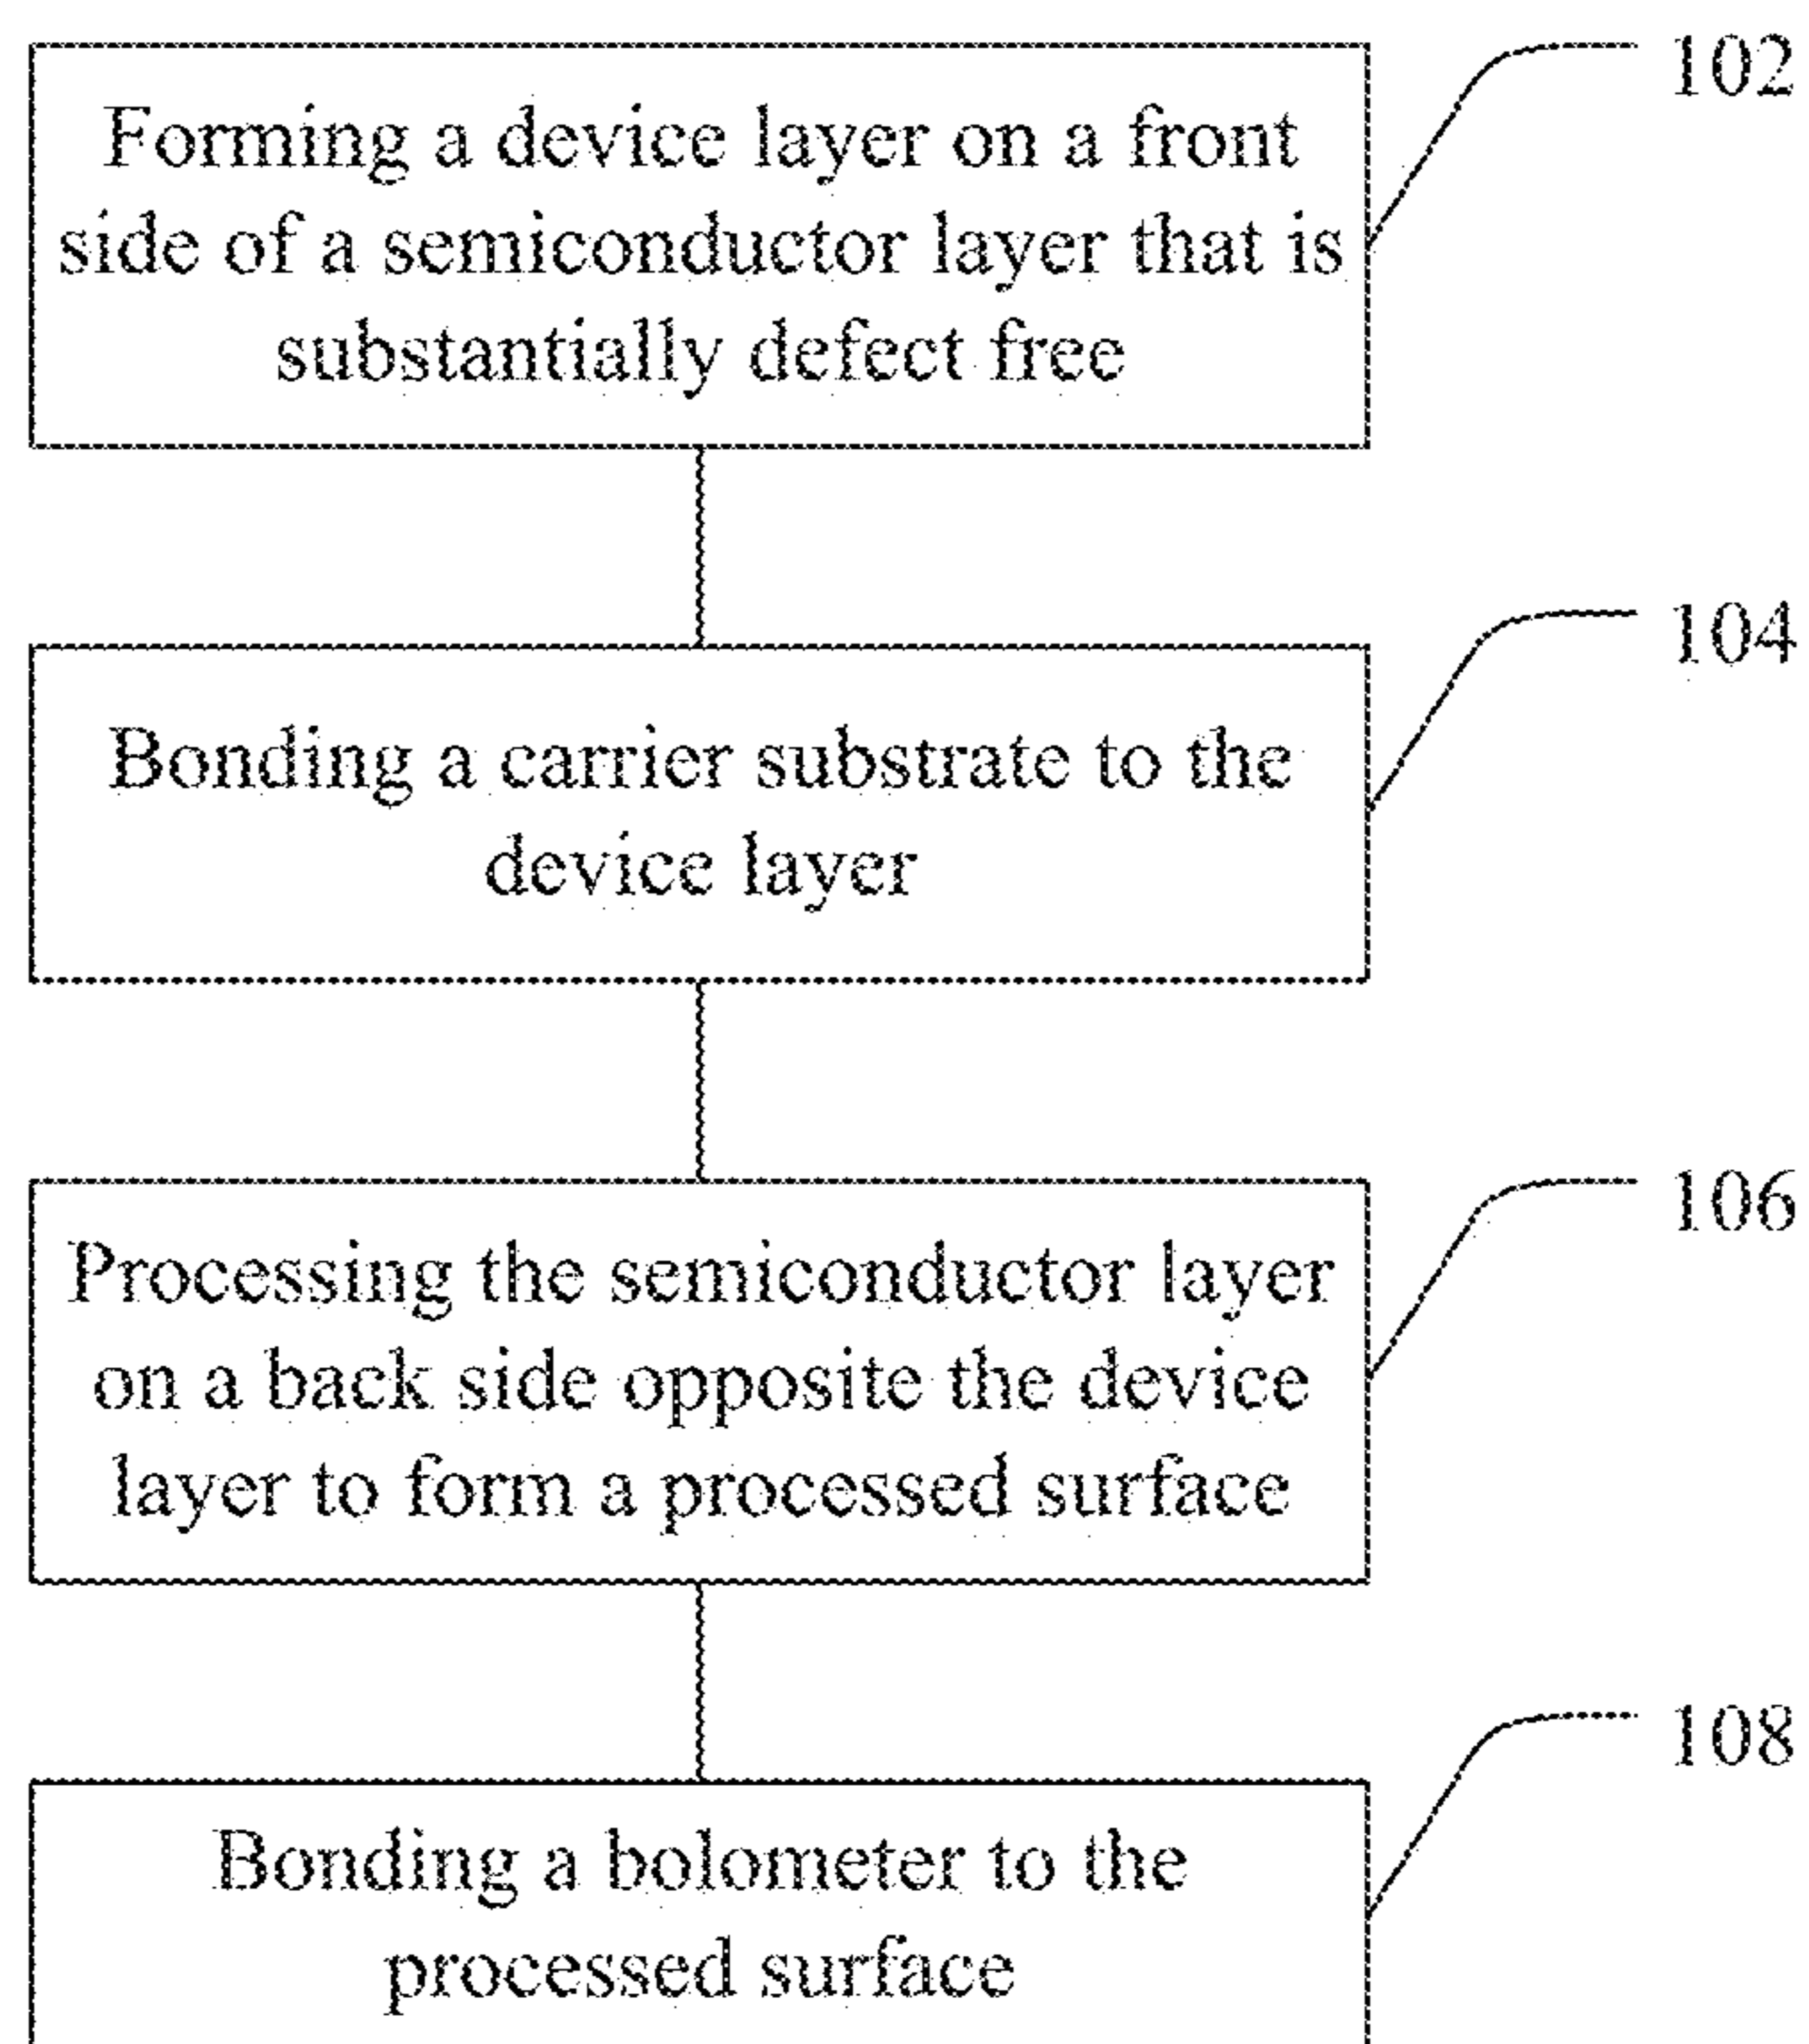 102
Forming a device layer on a front
side of a semiconductor layer that is
substantially defect free
104
Bonding a carrier substrate to the
device layer
106
Processing the semiconductor layer
on a back side opposite the device
layer to form a processed surface
108
Bonding a bolometer to the
processed surface